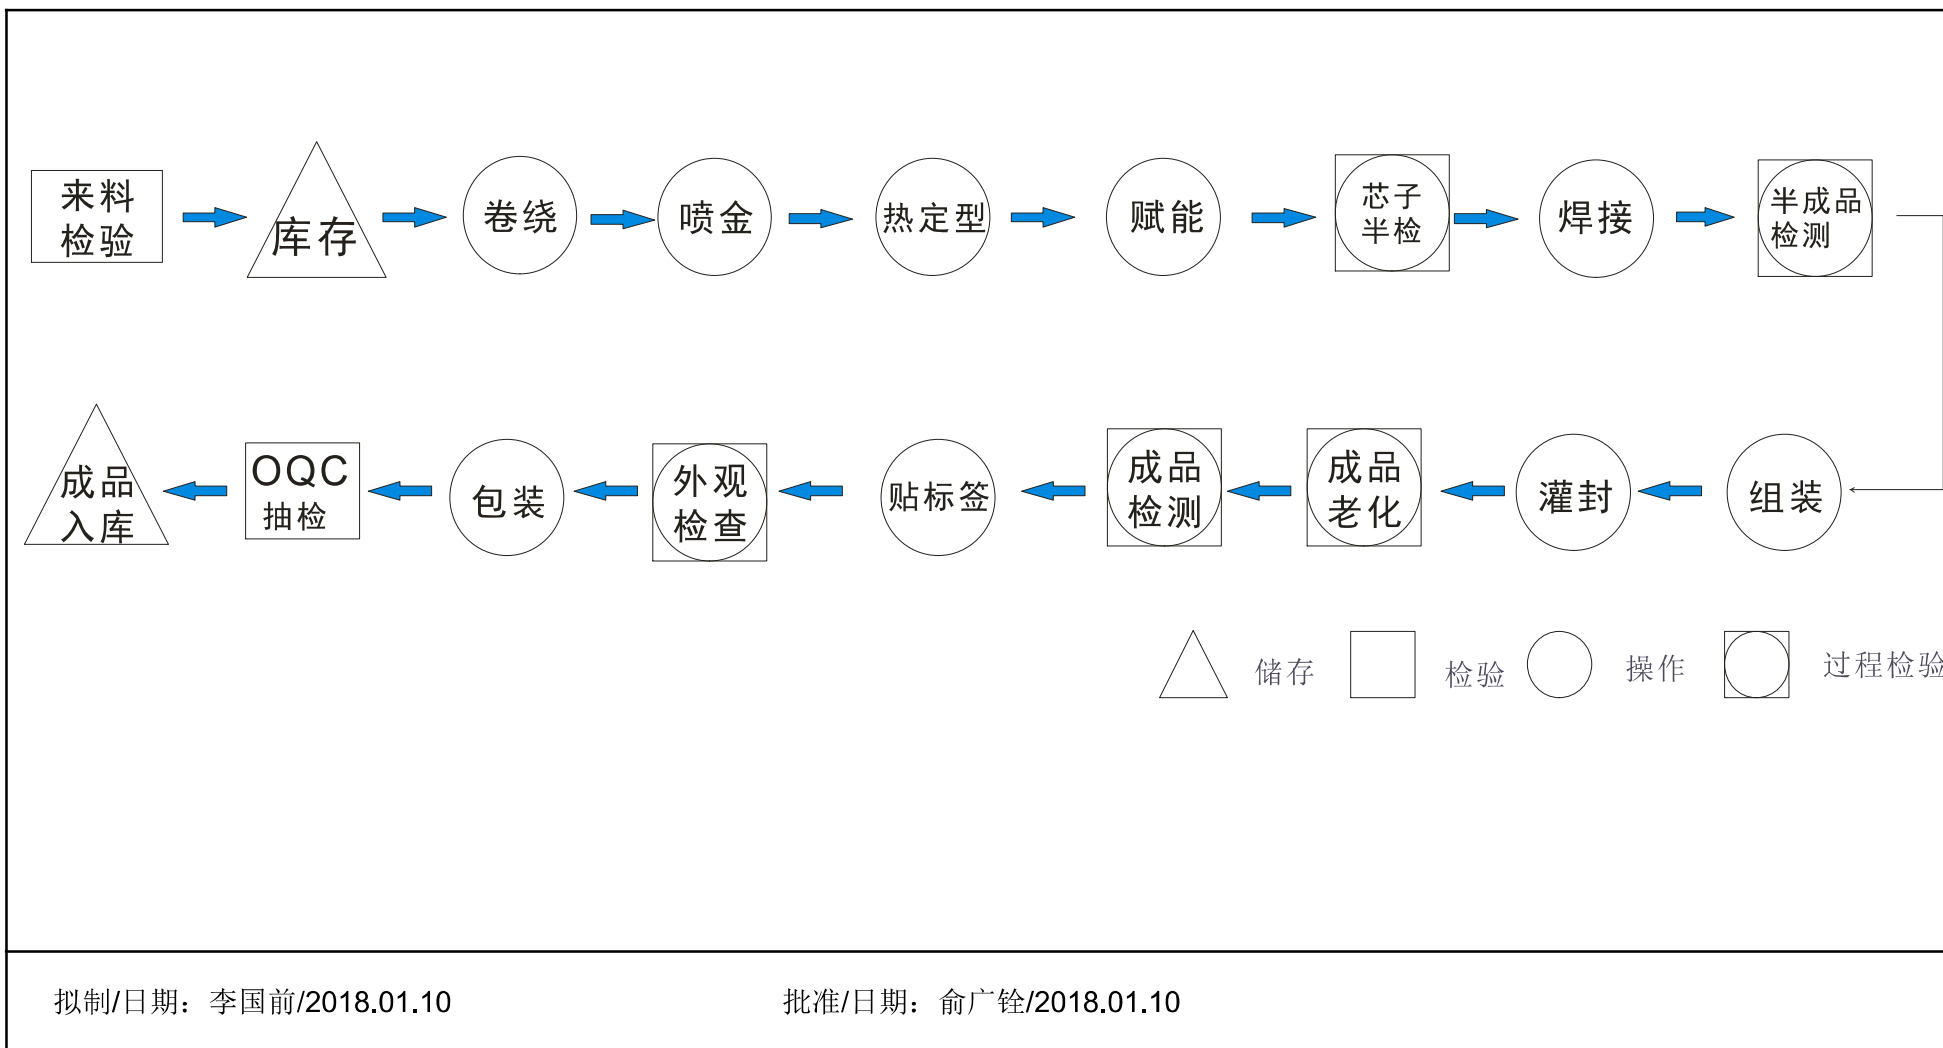 来料
检验
库存
卷绕
喷金
热定型
赋能
芯子
半检
焊接
半成品
检测
成品
入库
OQC
抽检
包装
外观
检查
贴标签
成品
检测
成品
老化
灌封
组装
储存
检验
操作
过程检验
拟制/日期：李国前/2018.01.10
批准/日期：俞广铨/2018.01.10